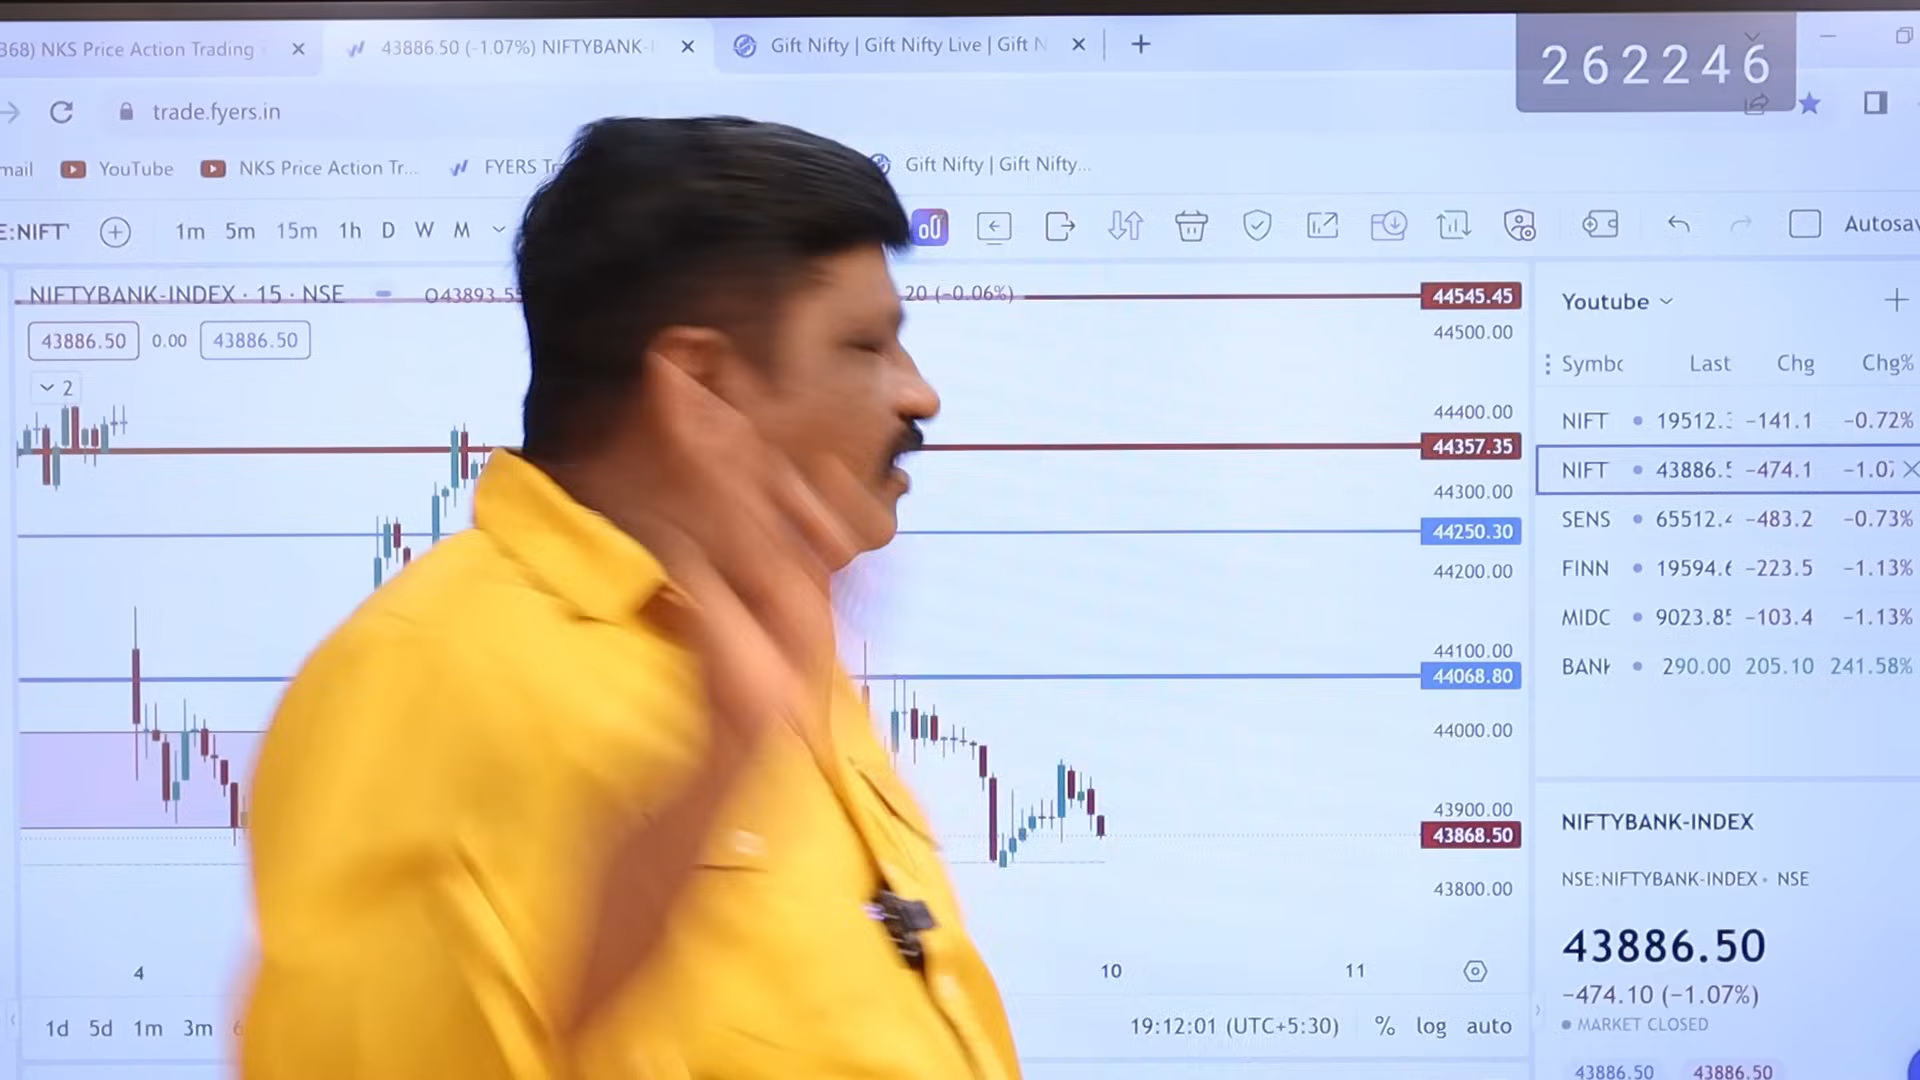 368) NKS Price Action Trading
43886.50 (-1.07%) NIFTYBANK-
Gift Nifty | Gift Nifty Live | Gift N
262246
trade.fyers.in
mail
YouTube
NKS Price Action Tr...
FYERS Tr
Gift Nifty | Gift Nifty...
E:NIFT
1m 5m 15m 1h D W M
Autosav
NIFTYBANK-INDEX · 15 · NSE
O43893.55
20 (-0.06%)
43886.50 0.00 43886.50
2
44545.45
44500.00
44400.00
44357.35
44300.00
44250.30
44200.00
44100.00
44068.80
44000.00
43900.00
43868.50
43800.00
4 10 11
1d 5d 1m 3m 6
19:12:01 (UTC+5:30) % log auto
Youtube
Symbo Last Chg Chg%
NIFT 19512. -141.1 -0.72%
NIFT 43886.5 -474.1 -1.0
SENS 65512. -483.2 -0.73%
FINN 19594. -223.5 -1.13%
MIDC 9023.8 -103.4 -1.13%
BANK 290.00 205.10 241.58%
NIFTYBANK-INDEX
NSE:NIFTYBANK-INDEX • NSE
43886.50
-474.10 (-1.07%)
MARKET CLOSED
43886.50 43886.50